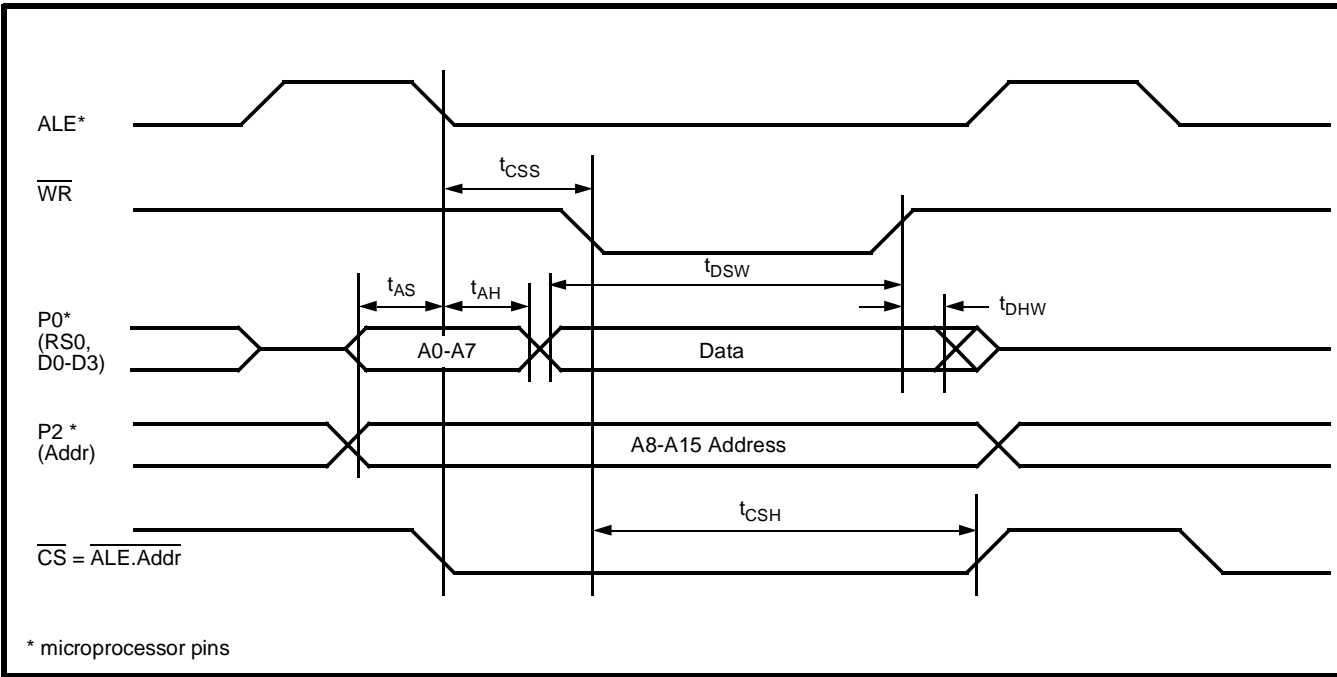 ALE*
tCSS
WR
tDSW
tAS
tAH
tDHW
P0*
(RS0,
D0-D3)
A0-A7
Data
P2 *
(Addr)
A8-A15 Address
tCSH
CS = ALE.Addr
* microprocessor pins